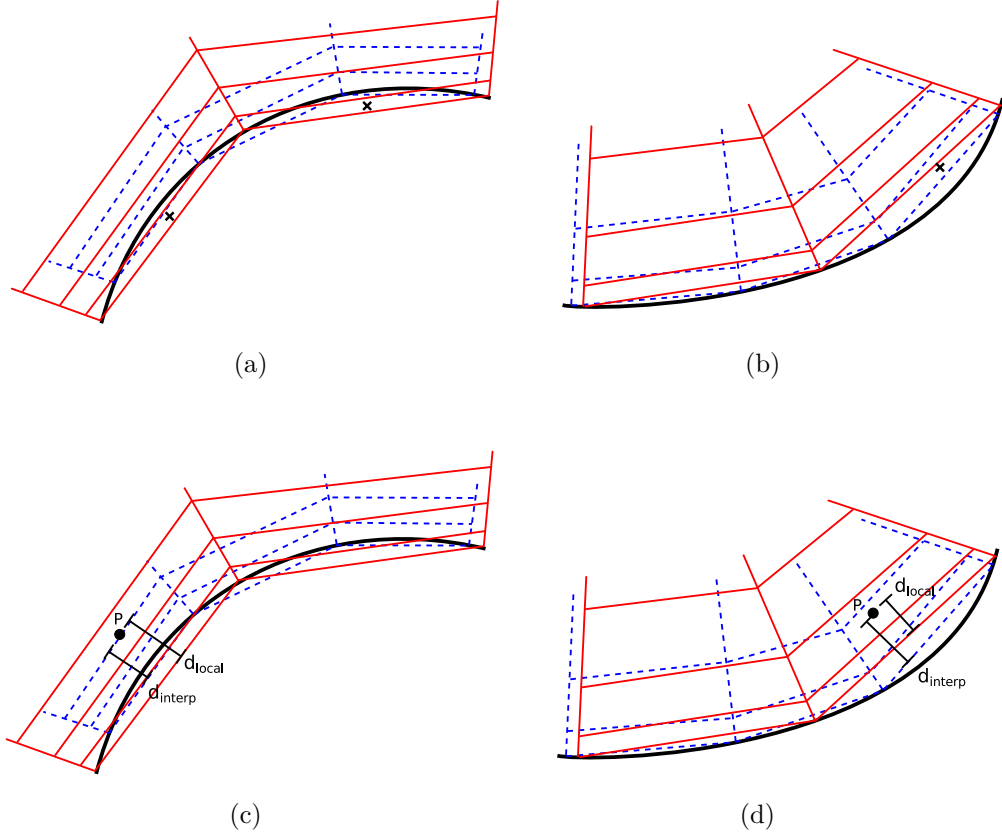 (a)
(b)
P
d_local
d_interp
P
d_local
d_interp
(c)
(d)